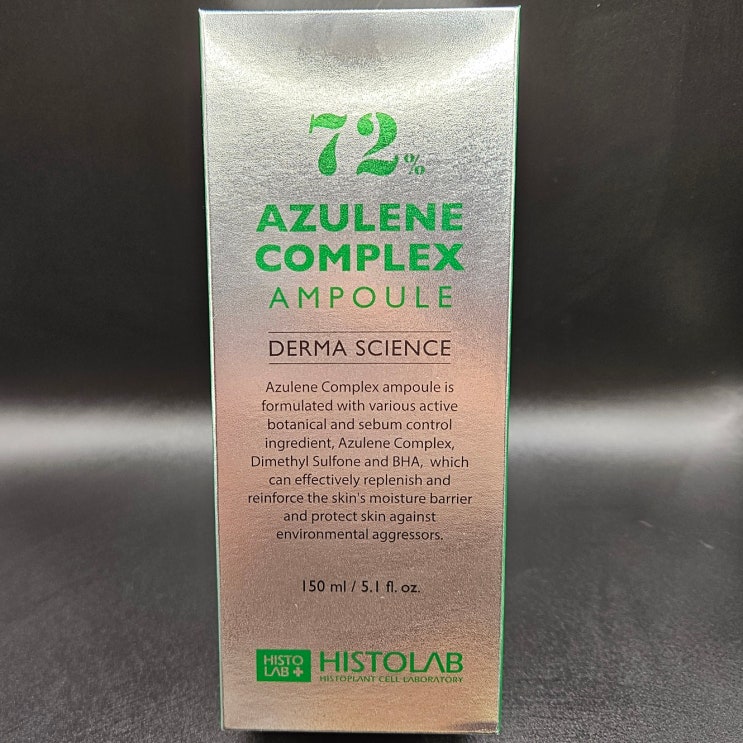 72%
AZULENE
COMPLEX
AMPOULE
DERMA SCIENCE
Azulene Complex ampoule is
formulated with various active
botanical and sebum control
ingredient, Azulene Complex,
Dimethyl Sulfone and BHA, which
can effectively replenish and
reinforce the skin's moisture barrier
and protect skin against
environmental aggressors.
150 ml / 5.1 fl. oz.
HISTO
LAB+
HISTOLAB
HISTOPLANT CELL LABORATORY